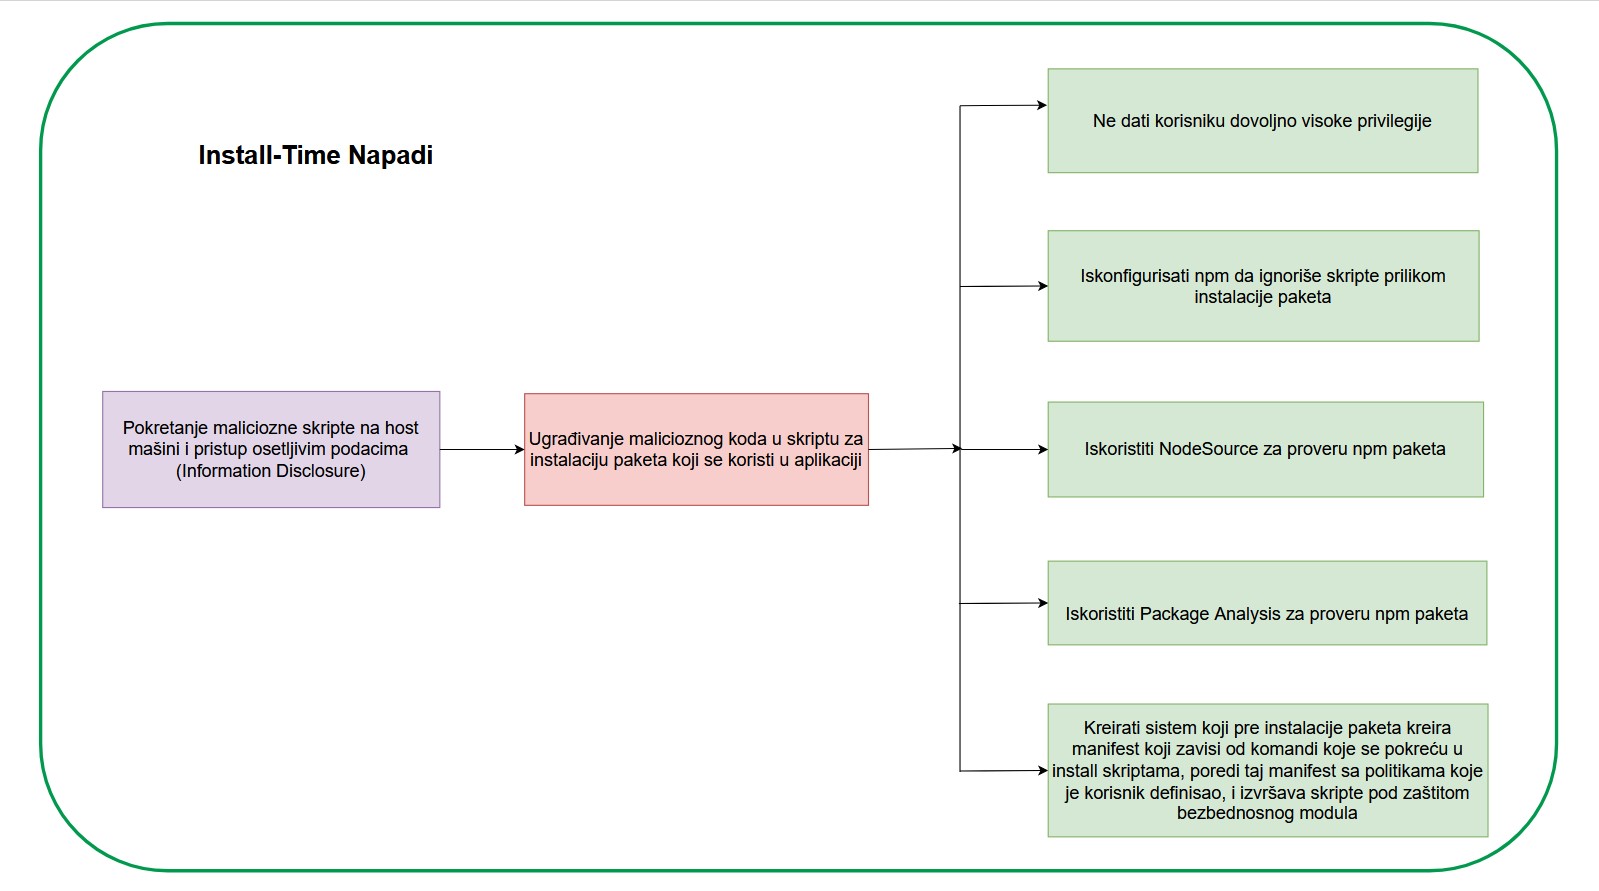 Install-Time Napadi
Pokretanje maliciozne skripte na host
mašini i pristup osetljivim podacima
(Information Disclosure)
Ugrađivanje malicioznog koda u skriptu za
instalaciju paketa koji se koristi u aplikaciji
Ne dati korisniku dovoljno visoke privilegije
Iskonfigurisati npm da ignoriše skripte prilikom
instalacije paketa
Iskoristiti NodeSource za proveru npm paketa
Iskoristiti Package Analysis za proveru npm paketa
Kreirati sistem koji pre instalacije paketa kreira
manifest koji zavisi od komandi koje se pokreću u
install skriptama, poredi taj manifest sa politikama koje
je korisnik definisao, i izvršava skripte pod zaštitom
bezbednosnog modula